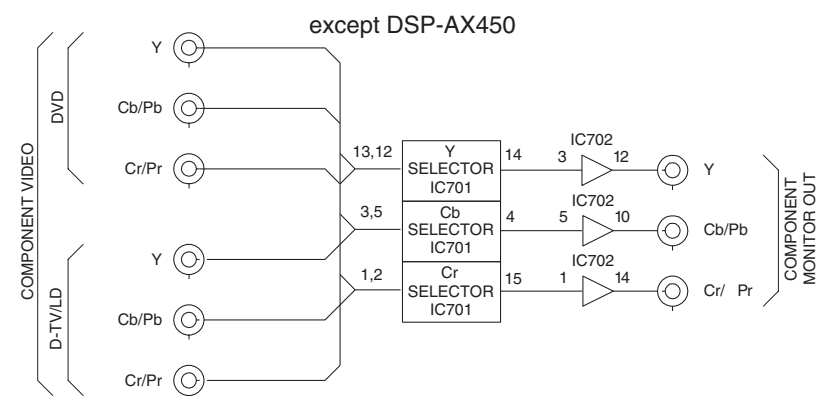 except DSP-AX450
COMPONENT VIDEO
DVD
Y
Cb/Pb
Cr/Pr
D-TV/LD
Y
Cb/Pb
Cr/Pr
13,12
Y
SELECTOR
IC701
14
3
IC702
12
Y
3,5
Cb
SELECTOR
IC701
4
5
IC702
10
Cb/Pb
1,2
Cr
SELECTOR
IC701
15
1
IC702
14
Cr/ Pr
COMPONENT
MONITOR OUT